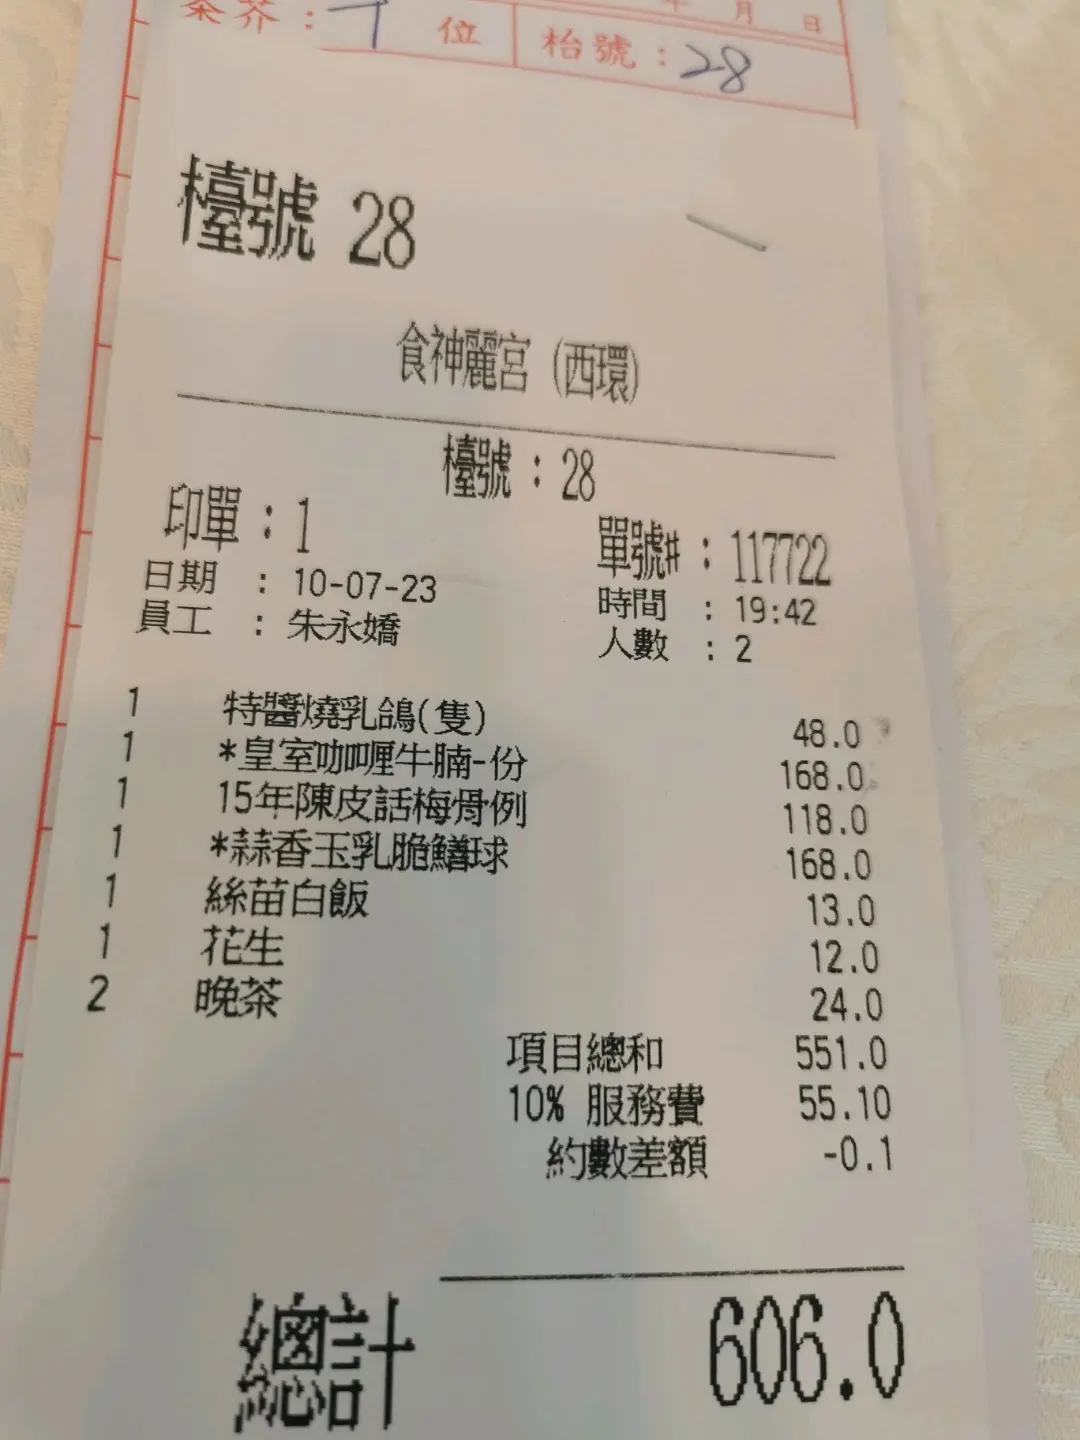 茶芥：
位
年 月 日
枱號：28
檯號 28
食神麗宮 (西環)
檯號：28
印單：1
單號#：117722
日期 ：10-07-23
時間 ：19:42
員工 ：朱永嬌
人數 ：2
1 特醬燒乳鴿(隻) 48.0
1 *皇室咖喱牛腩-份 168.0
1 15年陳皮話梅骨例 118.0
1 *蒜香玉乳脆鱔球 168.0
1 絲苗白飯 13.0
1 花生 12.0
2 晚茶 24.0
項目總和 551.0
10% 服務費 55.10
約數差額 -0.1
總計 606.0